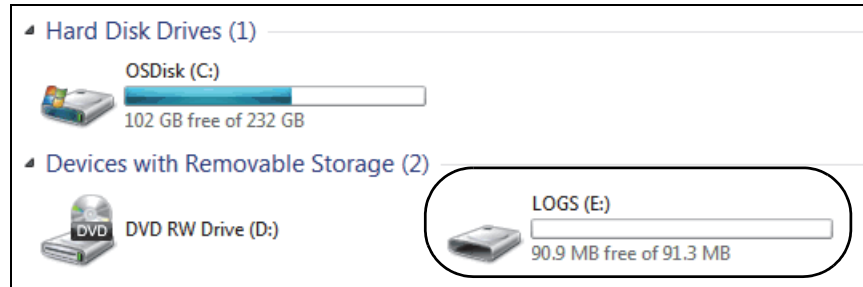 Hard Disk Drives (1)
OSDisk (C:)
102 GB free of 232 GB
Devices with Removable Storage (2)
DVD
DVD RW Drive (D:)
LOGS (E:)
90.9 MB free of 91.3 MB